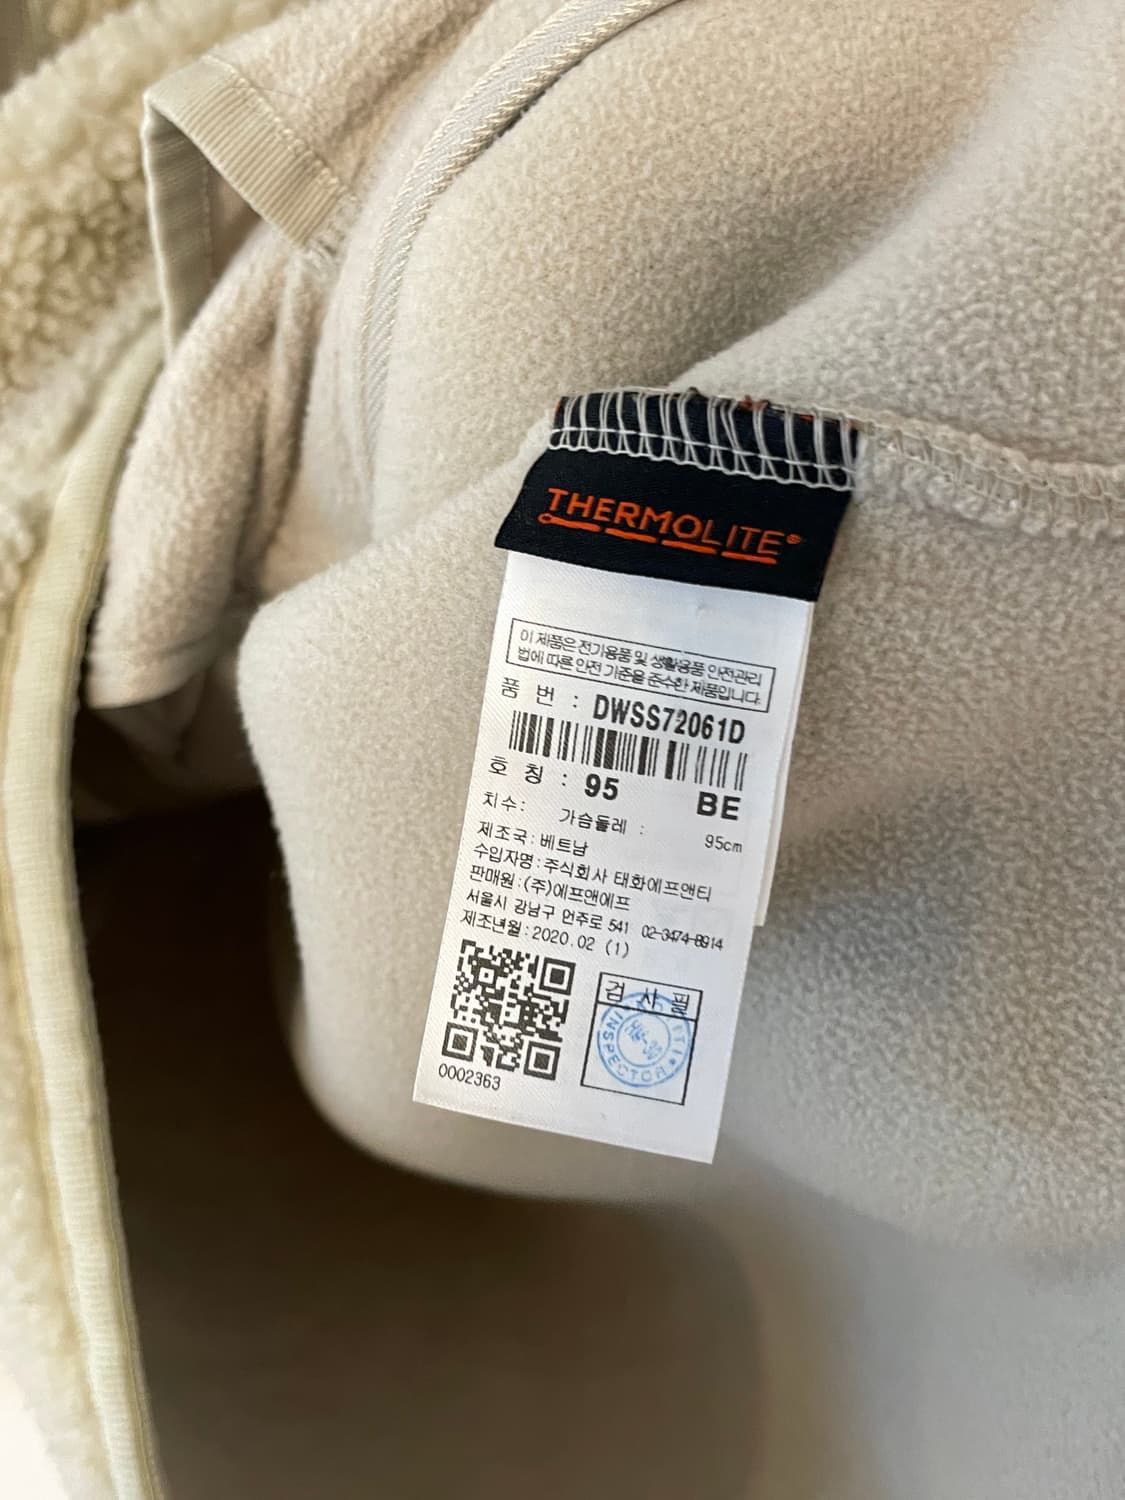 THERMOLITE®
이 제품은 전기용품 및 생활용품 안전관리
법에 따른 안전 기준을 준수한 제품입니다.
품 번 : DWSS72061D
호 칭 : 95 BE
치수: 가슴둘레 : 95cm
제조국: 베트남
수입자명: 주식회사 태화에프앤티
판매원: (주)에프앤에프
서울시 강남구 언주로 541 02-3474-8914
제조년월: 2020.02 (1)
검 사 필
INSPECTOR
0002363